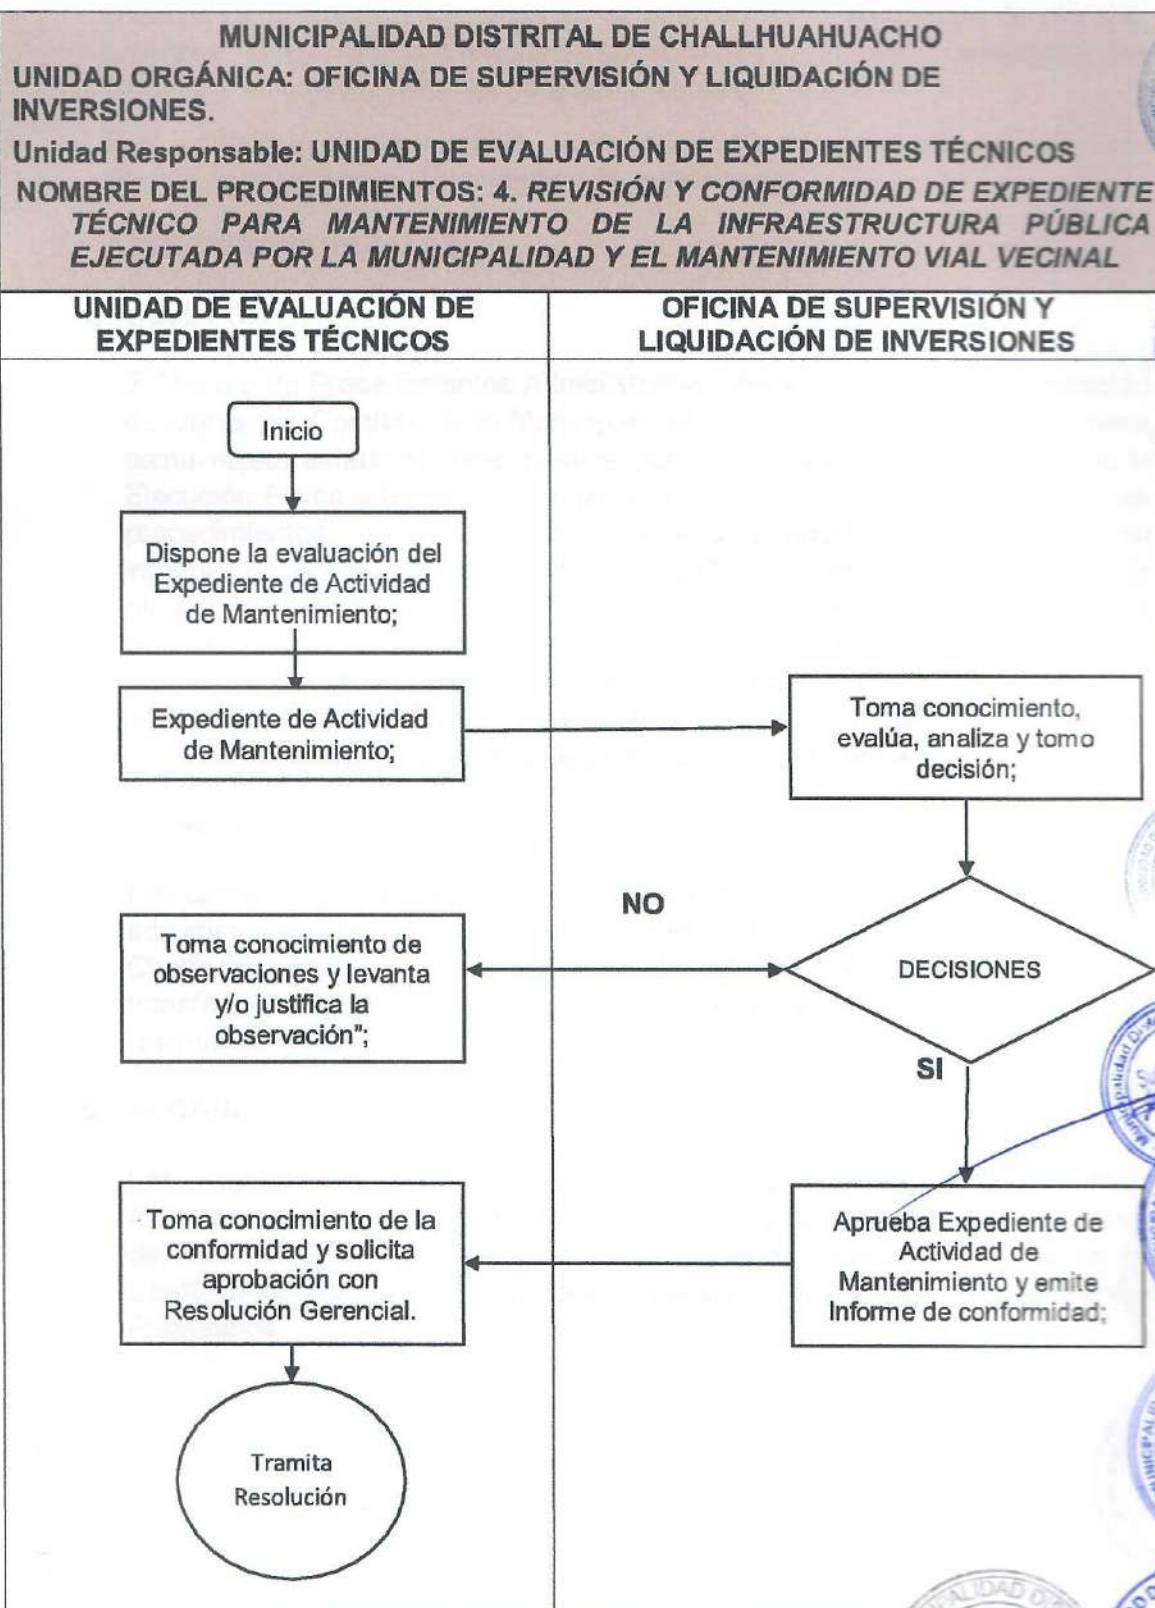 MUNICIPALIDAD DISTRITAL DE CHALLHUAHUACHO
UNIDAD ORGÁNICA: OFICINA DE SUPERVISIÓN Y LIQUIDACIÓN DE
INVERSIONES.
Unidad Responsable: UNIDAD DE EVALUACIÓN DE EXPEDIENTES TÉCNICOS
NOMBRE DEL PROCEDIMIENTOS: 4. REVISIÓN Y CONFORMIDAD DE EXPEDIENTE
TÉCNICO PARA MANTENIMIENTO DE LA INFRAESTRUCTURA PÚBLICA
EJECUTADA POR LA MUNICIPALIDAD Y EL MANTENIMIENTO VIAL VECINAL
UNIDAD DE EVALUACIÓN DE
EXPEDIENTES TÉCNICOS
OFICINA DE SUPERVISIÓN Y
LIQUIDACIÓN DE INVERSIONES
Inicio
Dispone la evaluación del
Expediente de Actividad
de Mantenimiento;
Expediente de Actividad
de Mantenimiento;
Toma conocimiento,
evalúa, analiza y tomo
decisión;
NO
Toma conocimiento de
observaciones y levanta
y/o justifica la
observación";
DECISIONES
SI
Toma conocimiento de la
conformidad y solicita
aprobación con
Resolución Gerencial.
Aprueba Expediente de
Actividad de
Mantenimiento y emite
Informe de conformidad;
Tramita
Resolución